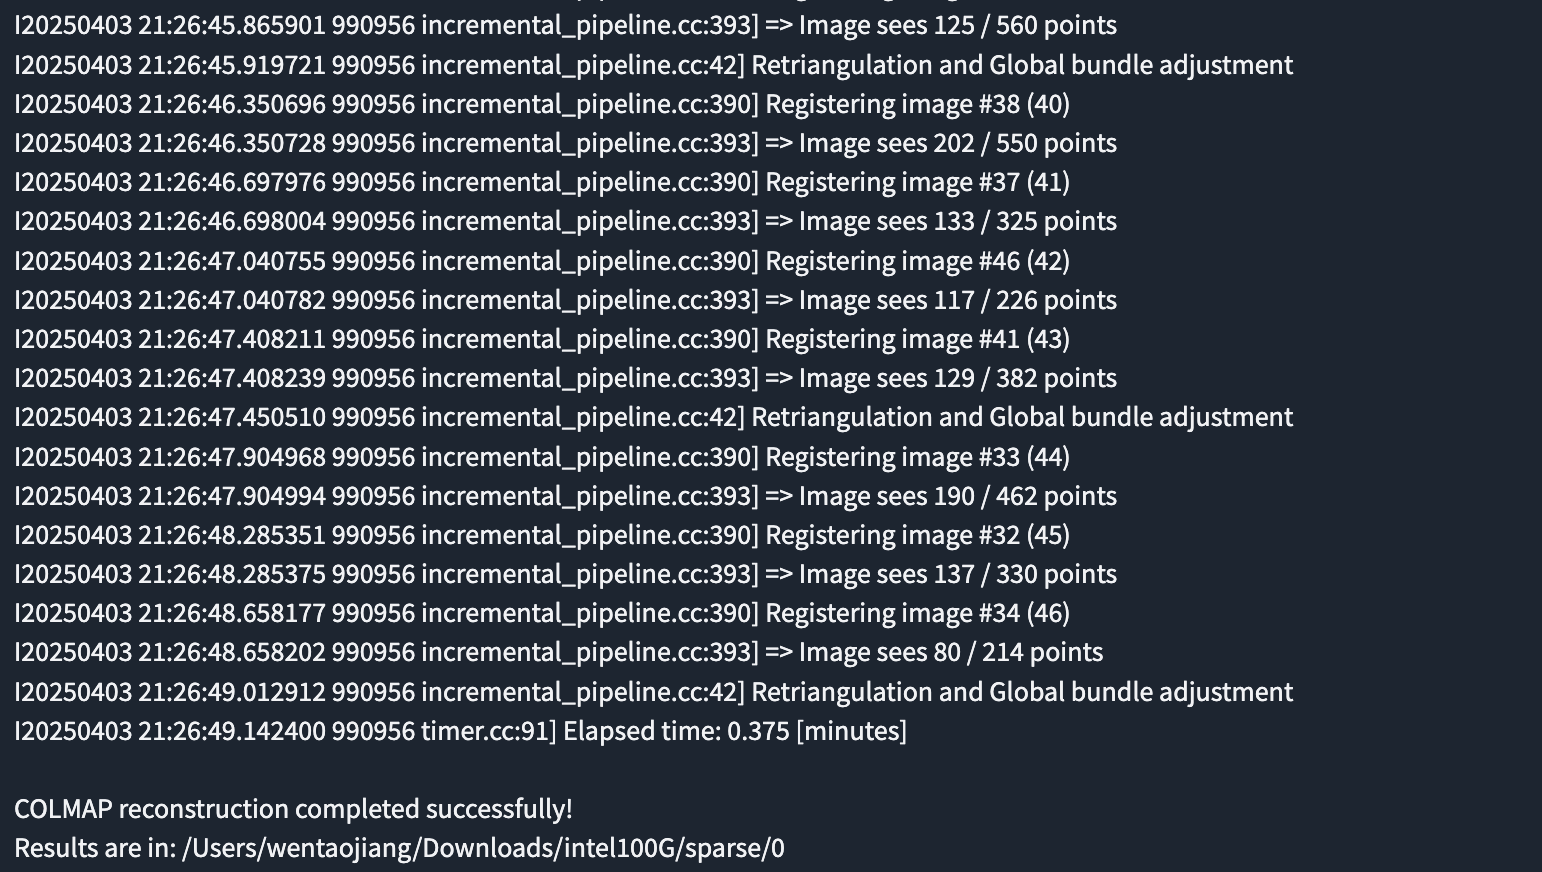 I20250403 21:26:45.865901 990956 incremental_pipeline.cc:393] => Image sees 125 / 560 points
I20250403 21:26:45.919721 990956 incremental_pipeline.cc:42] Retriangulation and Global bundle adjustment
I20250403 21:26:46.350696 990956 incremental_pipeline.cc:390] Registering image #38 (40)
I20250403 21:26:46.350728 990956 incremental_pipeline.cc:393] => Image sees 202 / 550 points
I20250403 21:26:46.697976 990956 incremental_pipeline.cc:390] Registering image #37 (41)
I20250403 21:26:46.698004 990956 incremental_pipeline.cc:393] => Image sees 133 / 325 points
I20250403 21:26:47.040755 990956 incremental_pipeline.cc:390] Registering image #46 (42)
I20250403 21:26:47.040782 990956 incremental_pipeline.cc:393] => Image sees 117 / 226 points
I20250403 21:26:47.408211 990956 incremental_pipeline.cc:390] Registering image #41 (43)
I20250403 21:26:47.408239 990956 incremental_pipeline.cc:393] => Image sees 129 / 382 points
I20250403 21:26:47.450510 990956 incremental_pipeline.cc:42] Retriangulation and Global bundle adjustment
I20250403 21:26:47.904968 990956 incremental_pipeline.cc:390] Registering image #33 (44)
I20250403 21:26:47.904994 990956 incremental_pipeline.cc:393] => Image sees 190 / 462 points
I20250403 21:26:48.285351 990956 incremental_pipeline.cc:390] Registering image #32 (45)
I20250403 21:26:48.285375 990956 incremental_pipeline.cc:393] => Image sees 137 / 330 points
I20250403 21:26:48.658177 990956 incremental_pipeline.cc:390] Registering image #34 (46)
I20250403 21:26:48.658202 990956 incremental_pipeline.cc:393] => Image sees 80 / 214 points
I20250403 21:26:49.012912 990956 incremental_pipeline.cc:42] Retriangulation and Global bundle adjustment
I20250403 21:26:49.142400 990956 timer.cc:91] Elapsed time: 0.375 [minutes]
COLMAP reconstruction completed successfully!
Results are in: /Users/wentaojiang/Downloads/intel100G/sparse/0